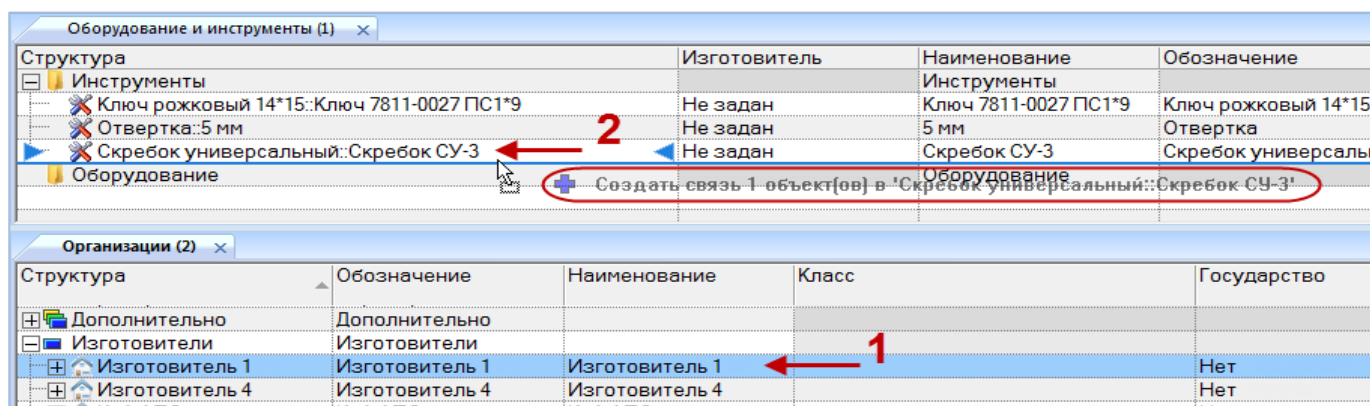 Оборудование и инструменты (1)
Структура Изготовитель Наименование Обозначение
Инструменты Инструменты
Ключ рожковый 14*15::Ключ 7811-0027 ПС1*9 Не задан Ключ 7811-0027 ПС1*9 Ключ рожковый 14*15
Отвертка::5 мм Не задан 5 мм Отвертка
2
Скребок универсальный::Скребок СУ-3 Не задан Скребок СУ-3 Скребок универсаль
Оборудование Оборудование
Создать связь 1 объект(ов) в 'Скребок универсальный::Скребок СУ-3'
Организации (2)
Структура Обозначение Наименование Класс Государство
Дополнительно Дополнительно
Изготовители Изготовители
1
Изготовитель 1 Изготовитель 1 Изготовитель 1 Нет
Изготовитель 4 Изготовитель 4 Изготовитель 4 Нет